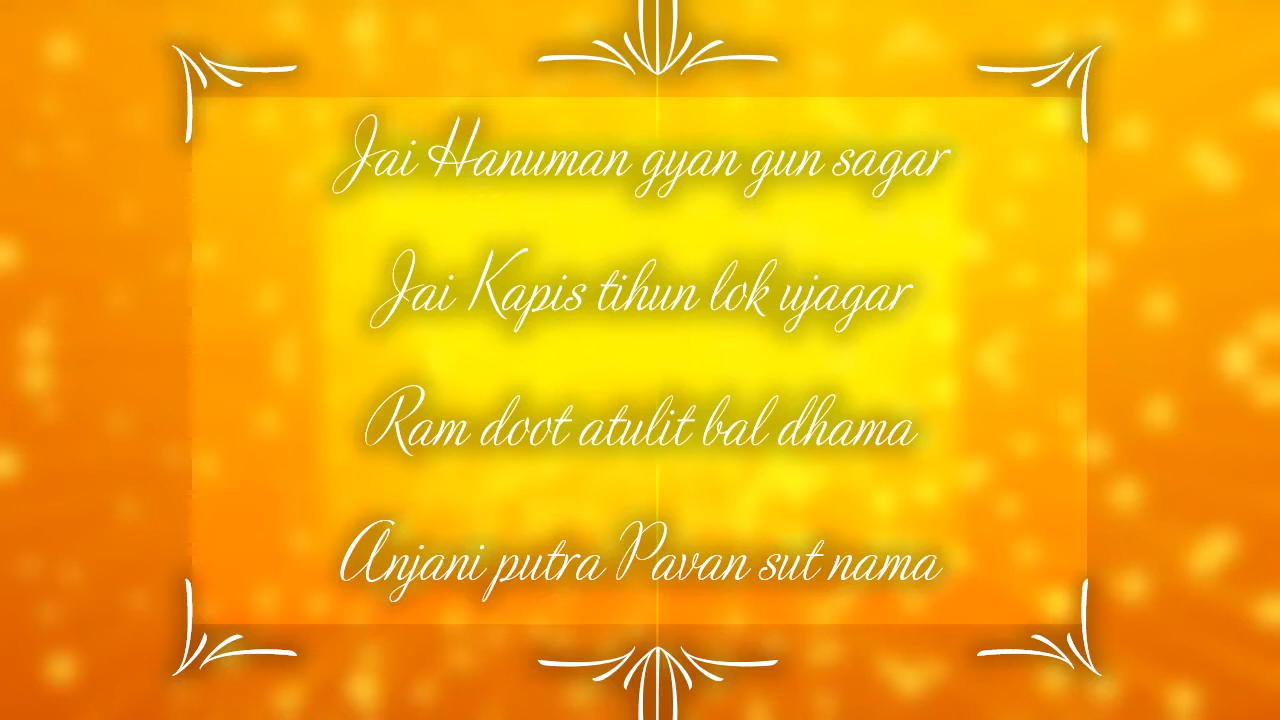 Jai Hanuman gyan gun sagar
Jai Kapis tihun lok ujagar
Ram doot atulit bal dhama
Anjani putra Pavan sut nama